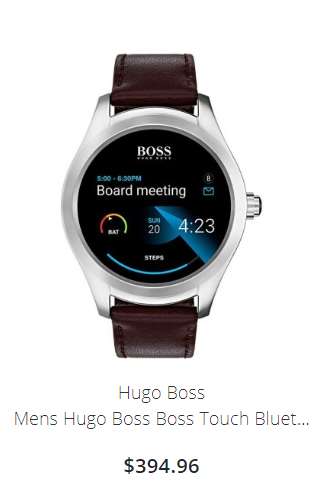 BOSS
HUGO BOSS
5:00 - 6:30PM
8
Board meeting
BAT
SUN
20
4:23
STEPS
Hugo Boss
Mens Hugo Boss Boss Touch Bluet...
$394.96